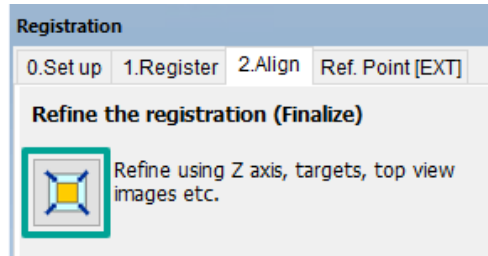 Registration
0.Set up 1.Register 2.Align Ref. Point [EXT]
Refine the registration (Finalize)
Refine using Z axis, targets, top view
images etc.